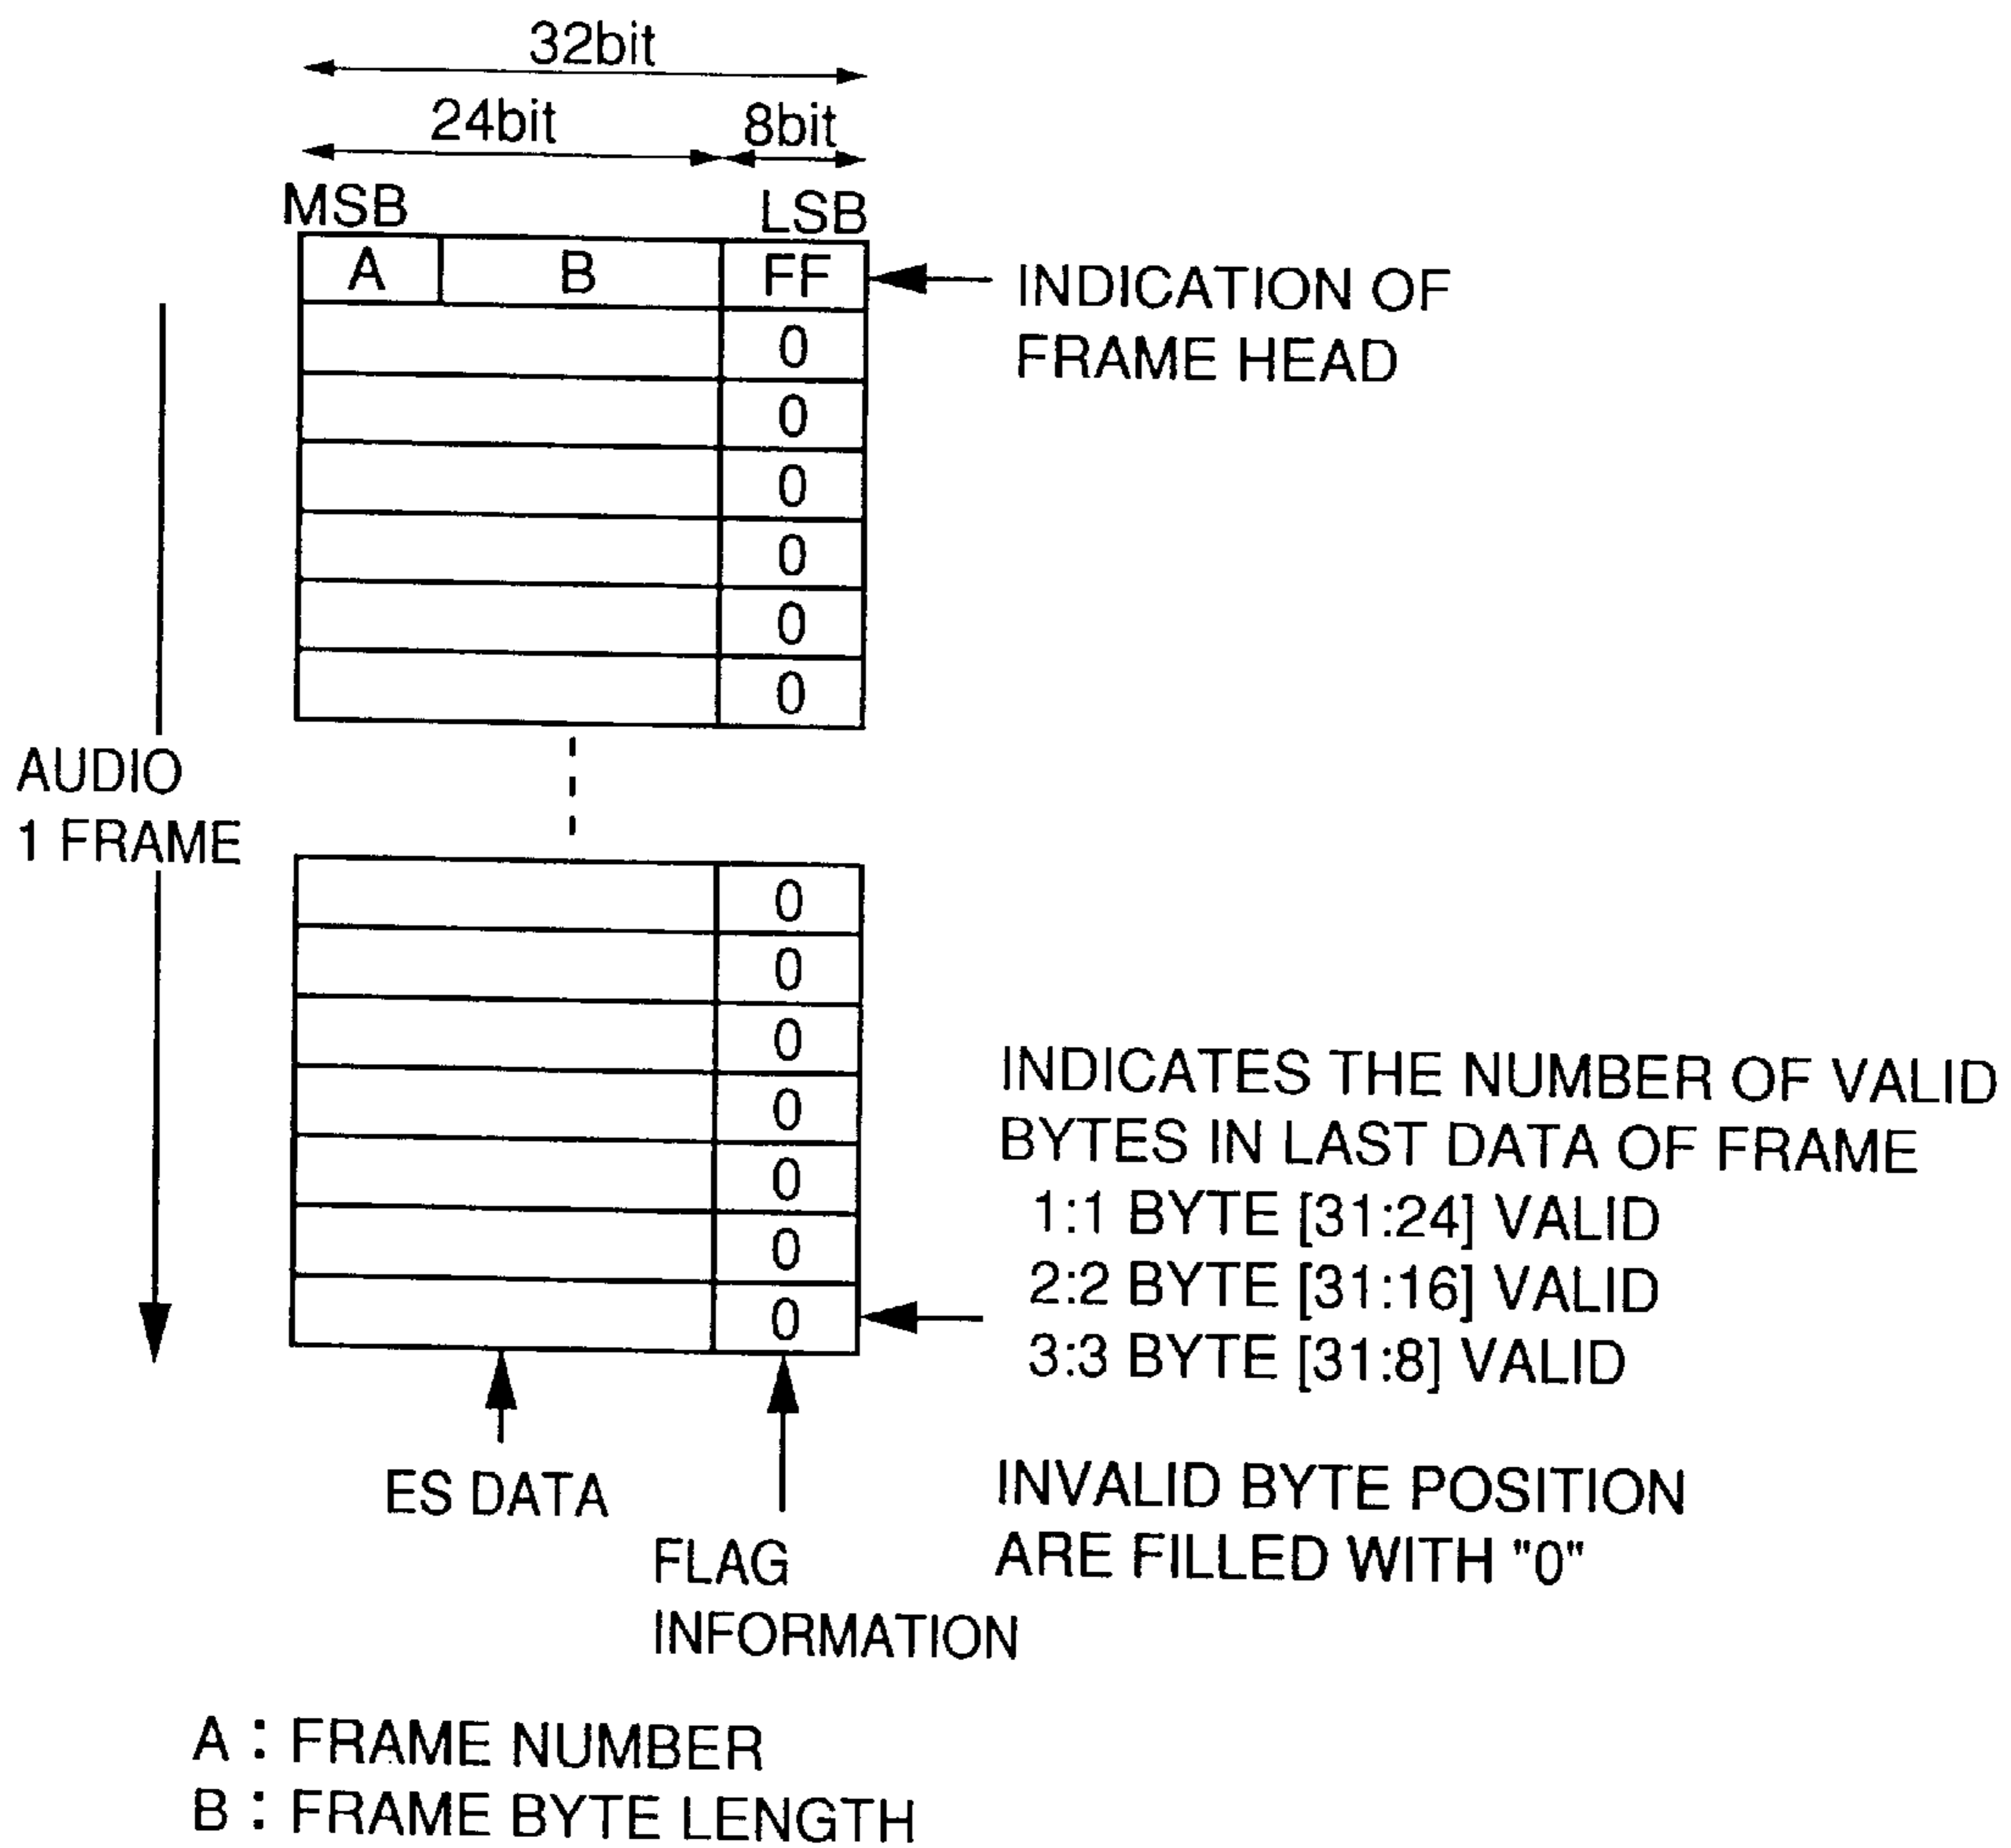 32bit
24bit 8bit
MSB LSB
A B FF
INDICATION OF
FRAME HEAD
0
0
0
0
0
0
AUDIO
1 FRAME
0
0
0
0
0
0
0
INDICATES THE NUMBER OF VALID
BYTES IN LAST DATA OF FRAME
1:1 BYTE [31:24] VALID
2:2 BYTE [31:16] VALID
3:3 BYTE [31:8] VALID
ES DATA
FLAG
INFORMATION
INVALID BYTE POSITION
ARE FILLED WITH "0"
A : FRAME NUMBER
B : FRAME BYTE LENGTH